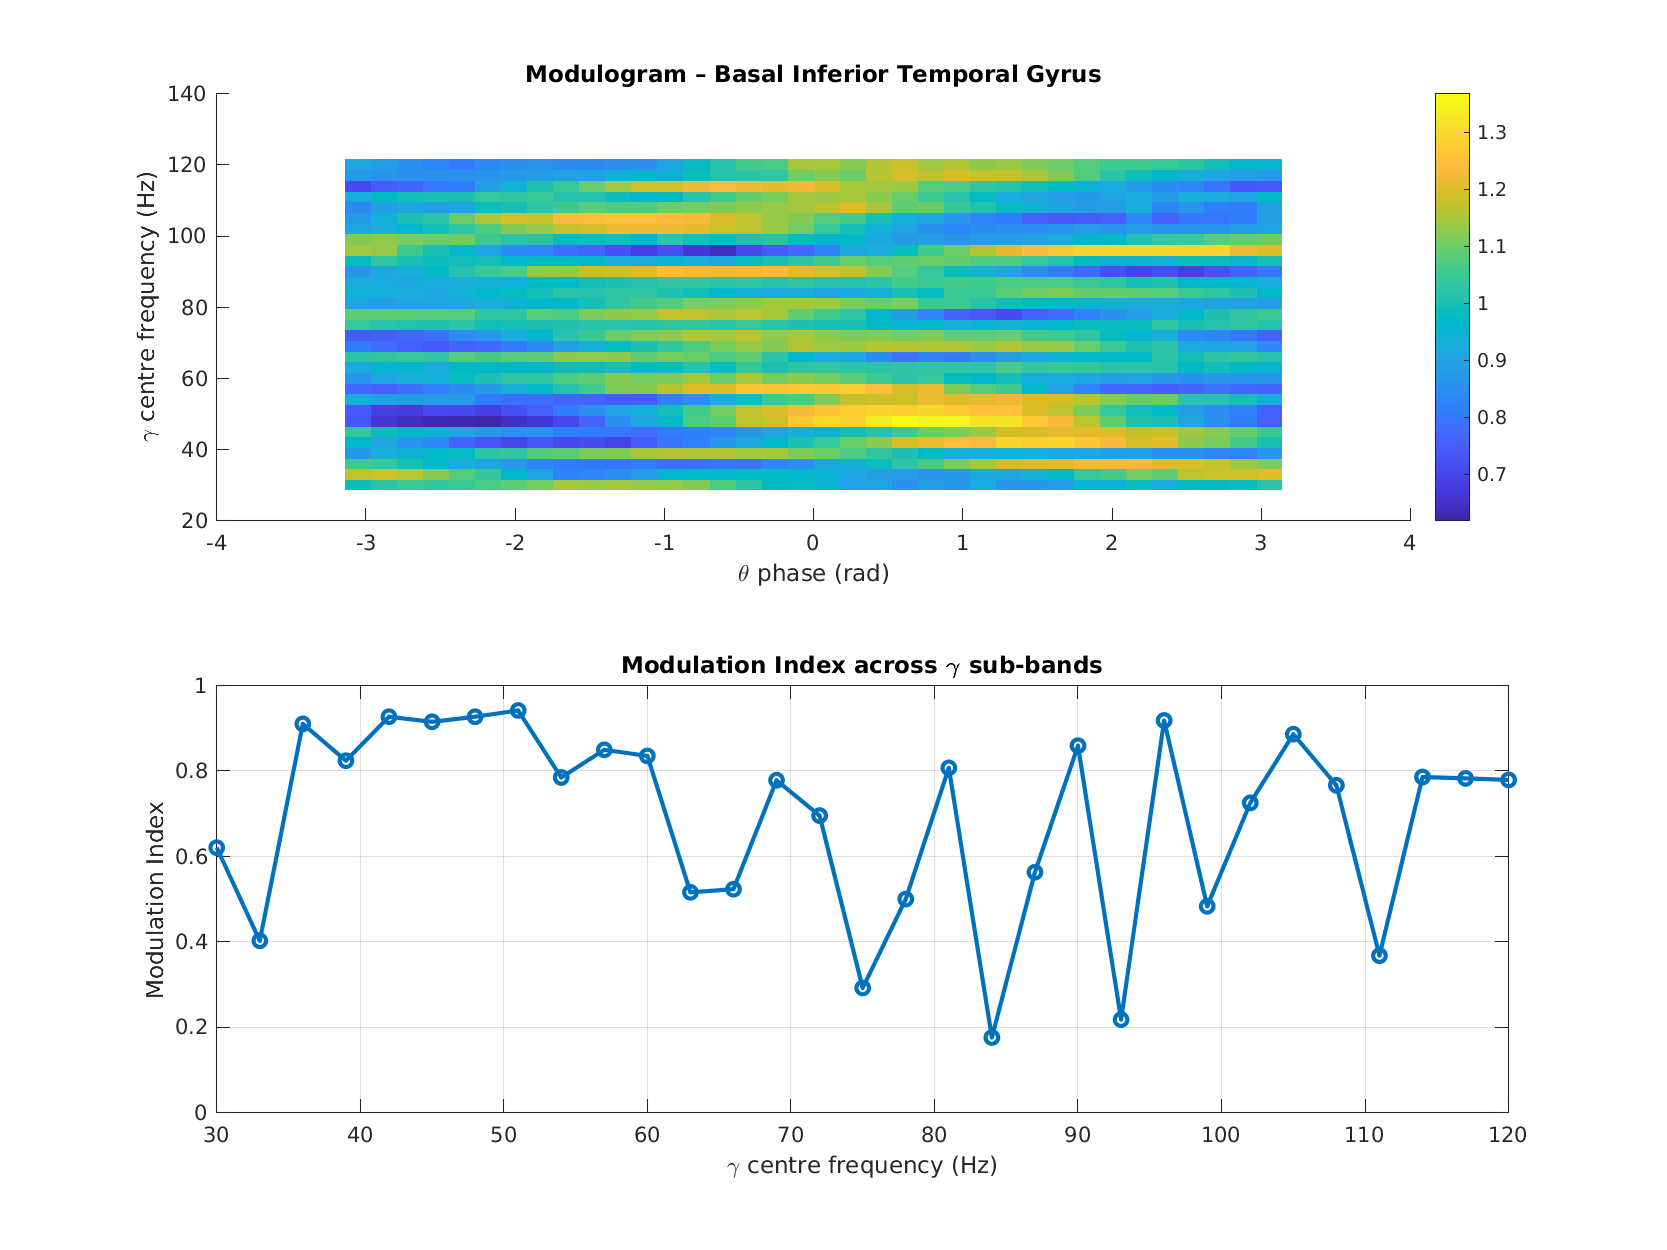 Modulogram – Basal Inferior Temporal Gyrus
140
120
100
80
60
40
20
γ centre frequency (Hz)
-4 -3 -2 -1 0 1 2 3 4
θ phase (rad)
1.3
1.2
1.1
1
0.9
0.8
0.7
Modulation Index across γ sub-bands
1
0.8
0.6
0.4
0.2
0
Modulation Index
30 40 50 60 70 80 90 100 110 120
γ centre frequency (Hz)